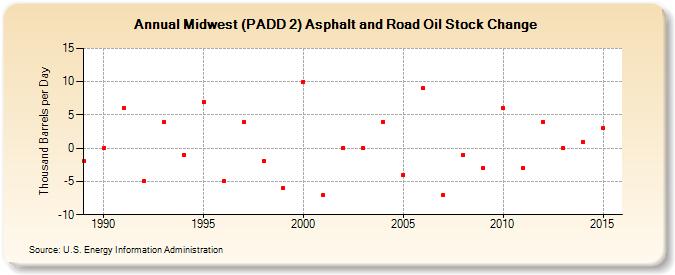 Annual Midwest (PADD 2) Asphalt and Road Oil Stock Change
Thousand Barrels per Day
15
10
5
0
-5
-10
1990 1995 2000 2005 2010 2015
Source: U.S. Energy Information Administration